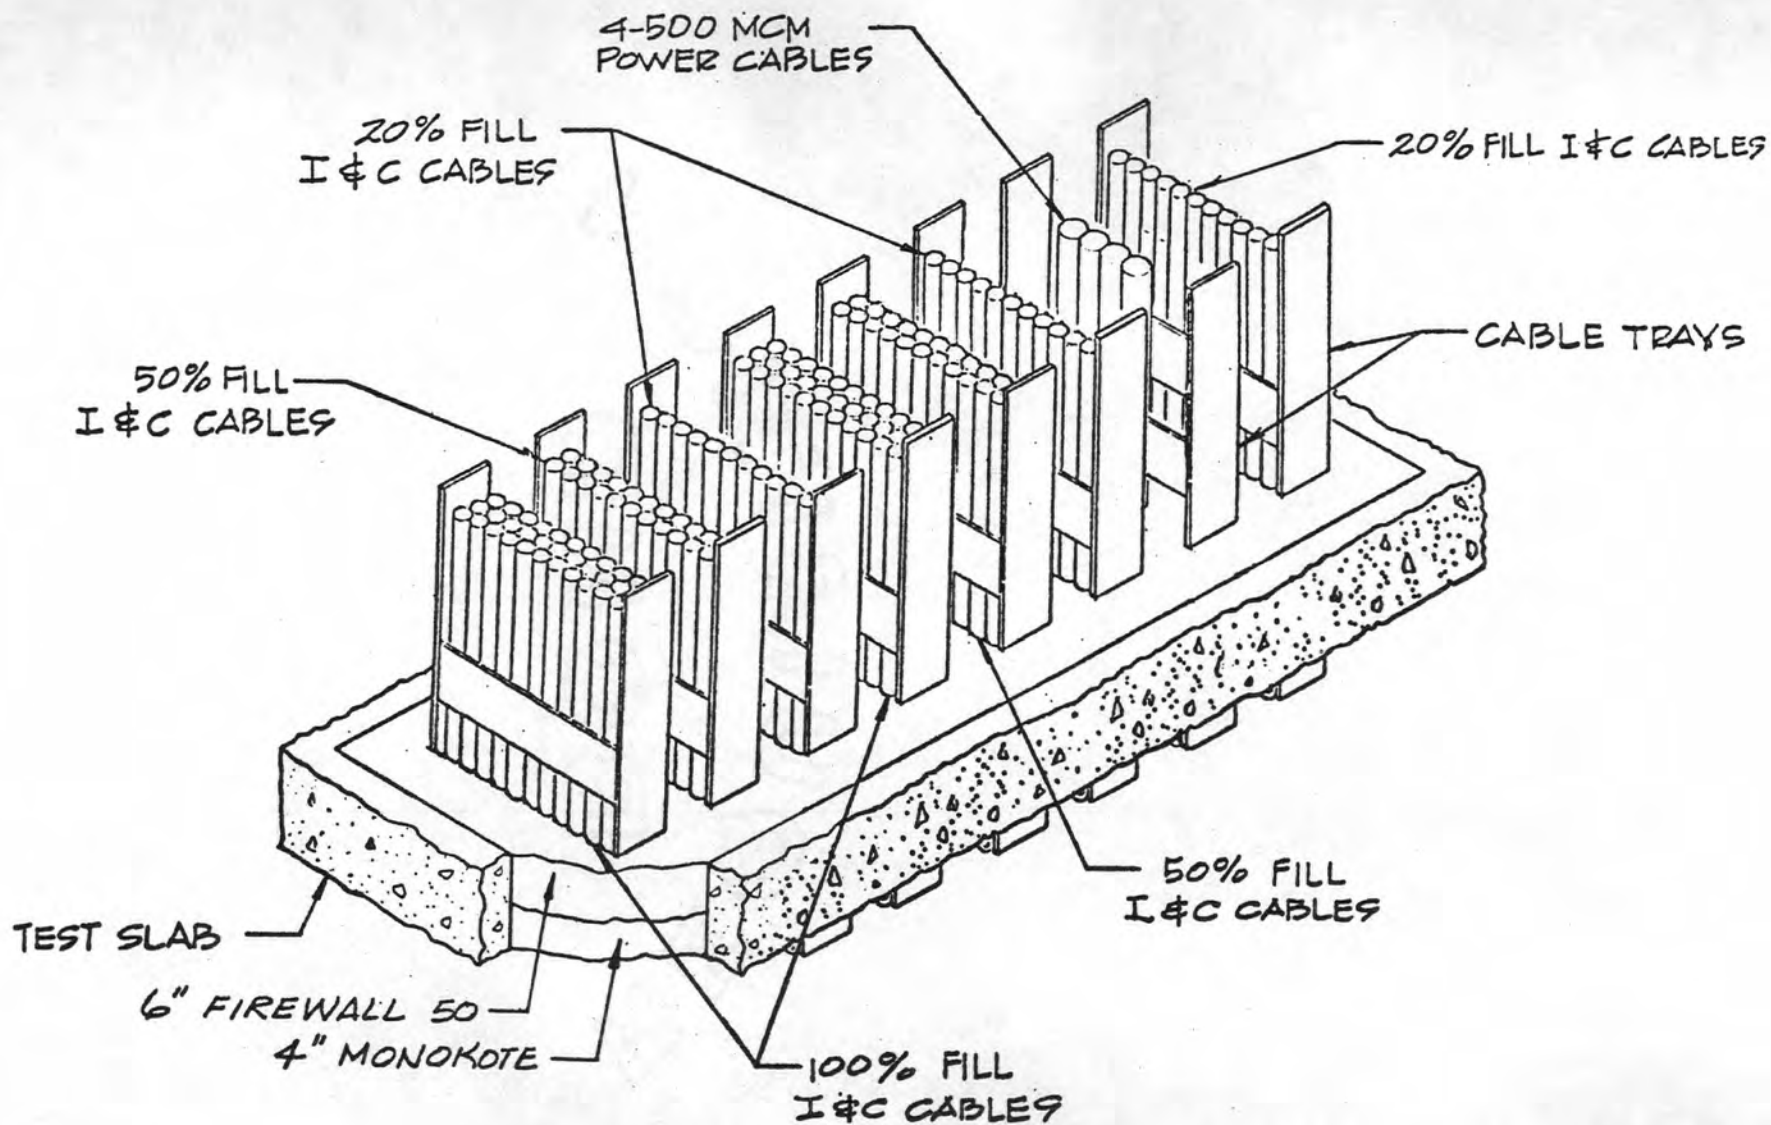 4-500 MCM
POWER CABLES
20% FILL
I & C CABLES
20% FILL I & C CABLES
CABLE TRAYS
50% FILL
I & C CABLES
50% FILL
I & C CABLES
TEST SLAB
6" FIREWALL 50
4" MONOKOTE
100% FILL
I & C CABLES